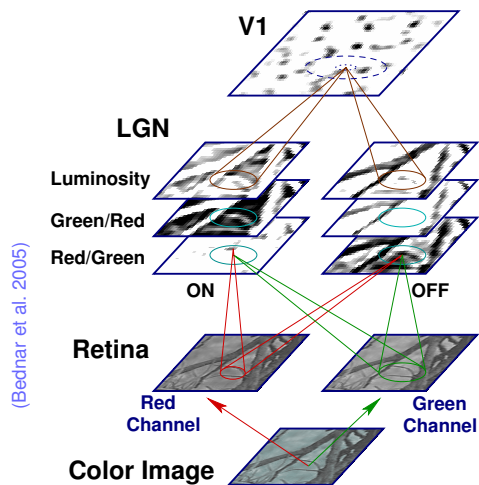 V1
LGN
Luminosity
Green/Red
Red/Green
ON
OFF
(Bednar et al. 2005)
Retina
Red
Channel
Green
Channel
Color Image